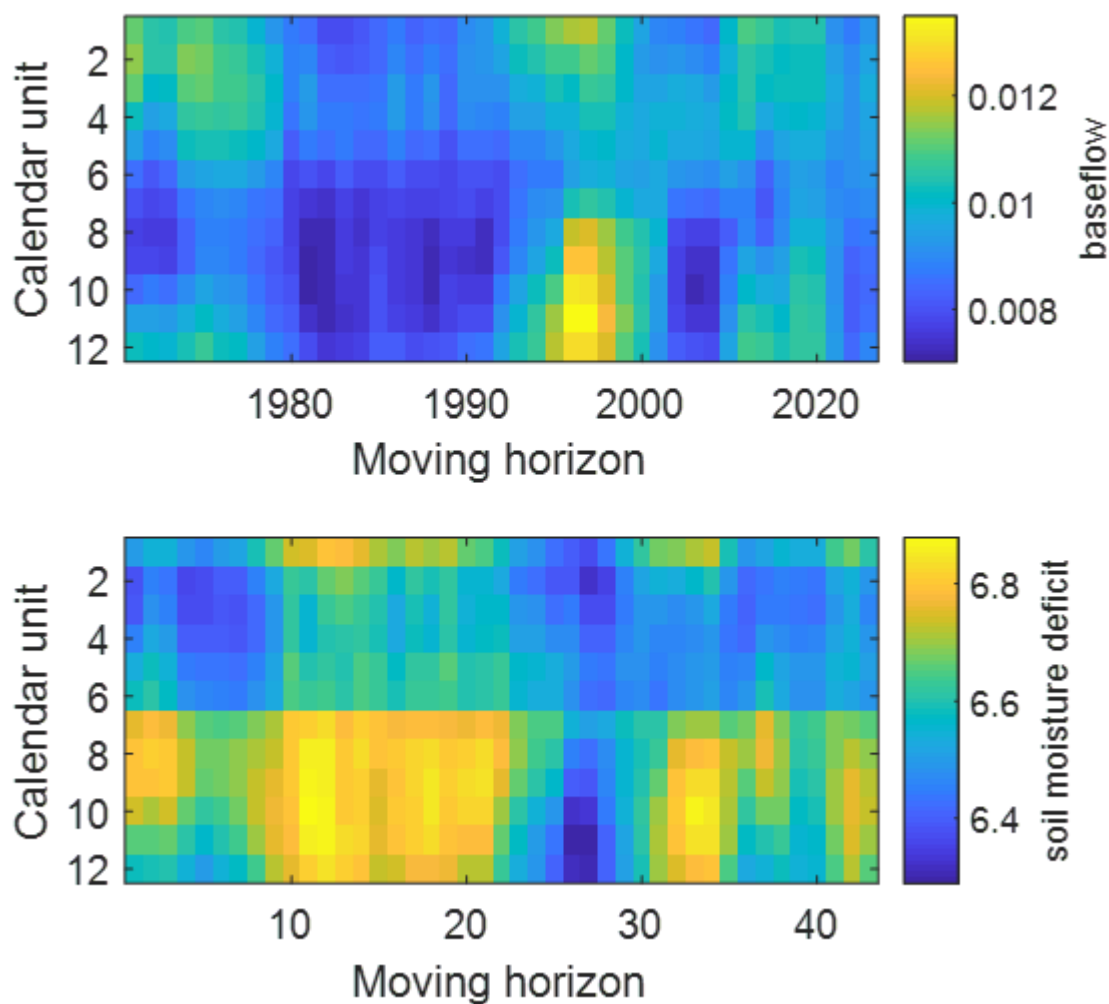 2
4
6
8
10
12
Calendar unit
1980 1990 2000 2020
Moving horizon
0.012
0.01
0.008
baseflow
2
4
6
8
10
12
Calendar unit
10 20 30 40
Moving horizon
6.8
6.6
6.4
soil moisture deficit